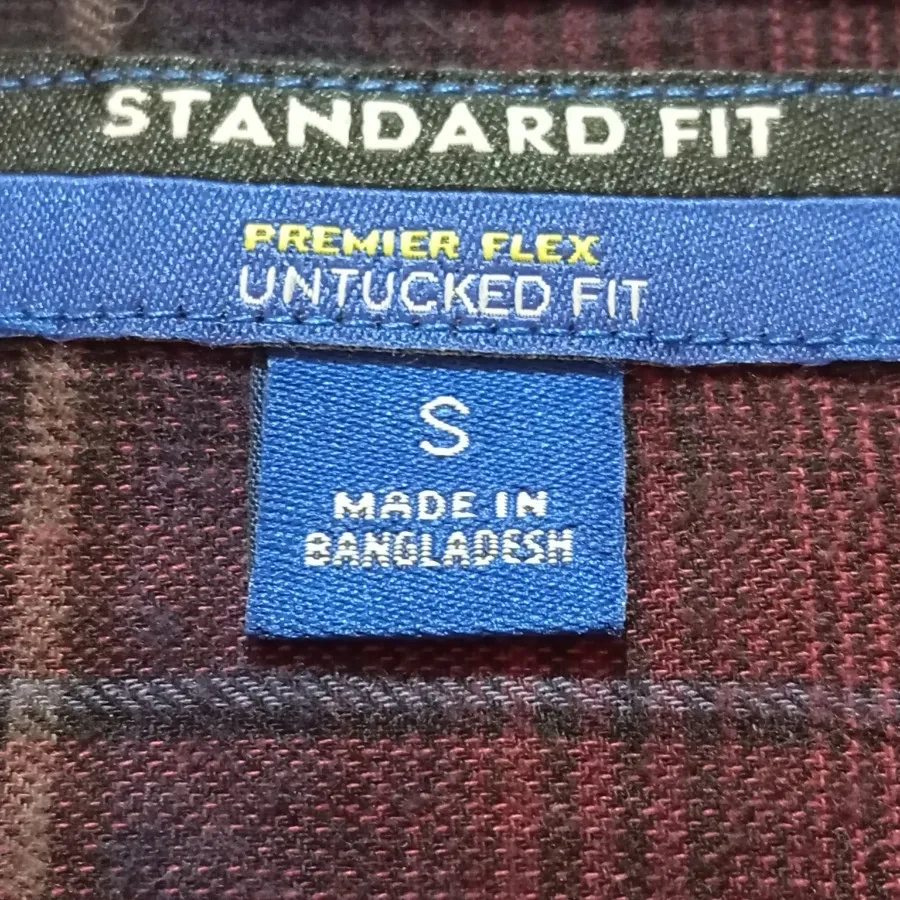 STANDARD FIT
PREMIER FLEX
UNTUCKED FIT
S
MADE IN
BANGLADESH